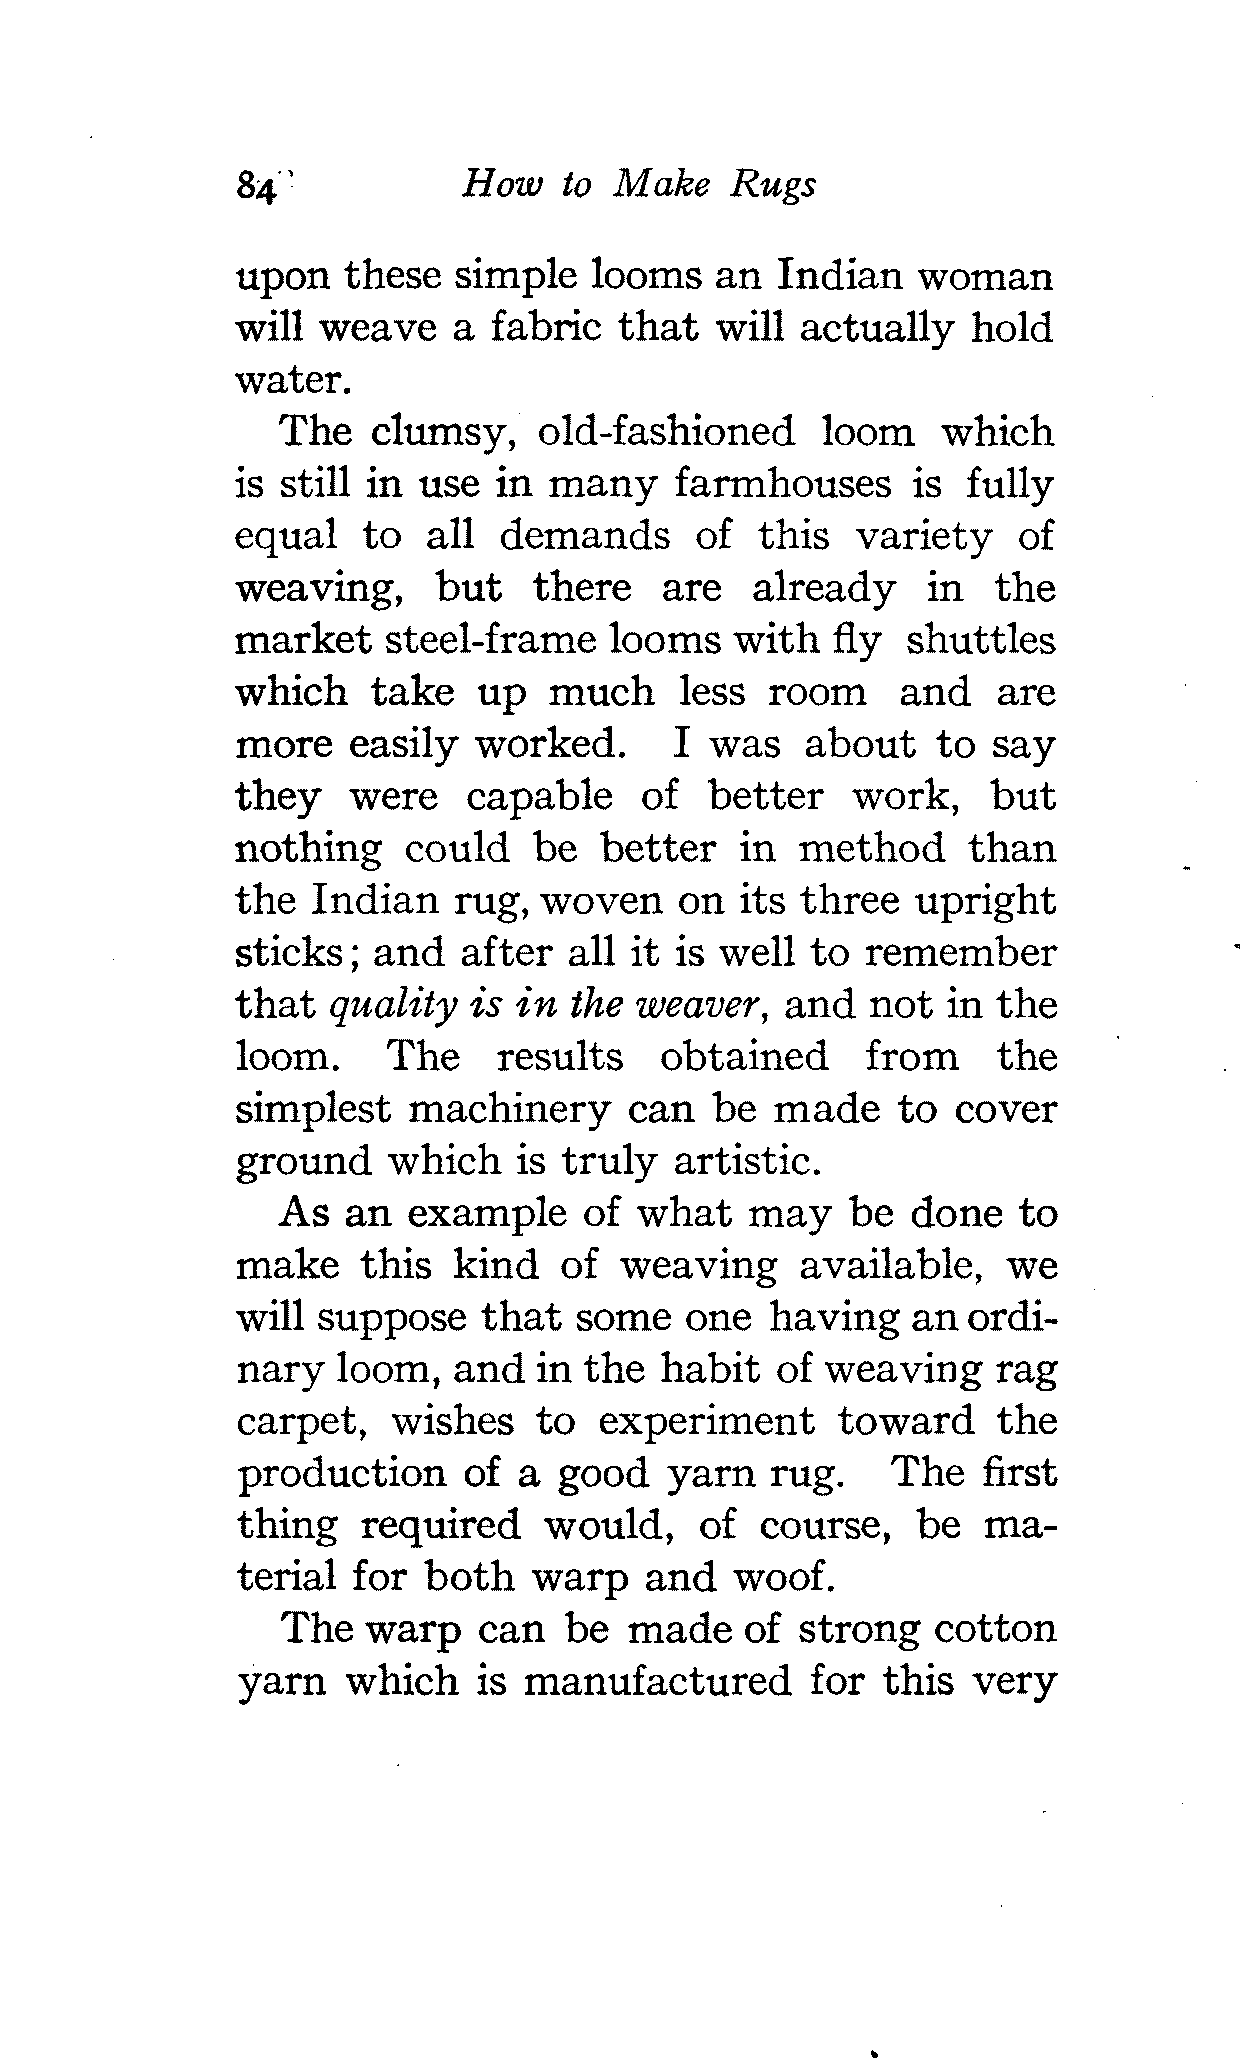 84 How to Make Rugs
upon these simple looms an Indian woman
will weave a fabric that will actually hold
water.
The clumsy, old-fashioned loom which
is still in use in many farmhouses is fully
equal to all demands of this variety of
weaving, but there are already in the
market steel-frame looms with fly shuttles
which take up much less room and are
more easily worked. I was about to say
they were capable of better work, but
nothing could be better in method than
the Indian rug, woven on its three upright
sticks; and after all it is well to remember
that quality is in the weaver, and not in the
loom. The results obtained from the
simplest machinery can be made to cover
ground which is truly artistic.
As an example of what may be done to
make this kind of weaving available, we
will suppose that some one having an ordi-
nary loom, and in the habit of weaving rag
carpet, wishes to experiment toward the
production of a good yarn rug. The first
thing required would, of course, be ma-
terial for both warp and woof.
The warp can be made of strong cotton
yarn which is manufactured for this very